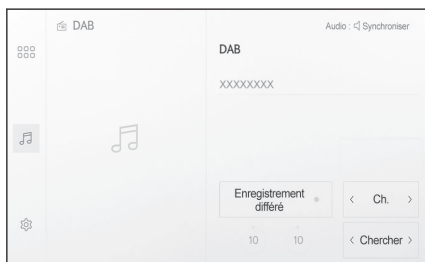 DAB
Audio : Synchroniser
DAB
XXXXXXXX
Enregistrement
différé
< Ch. >
10 10
< Chercher >